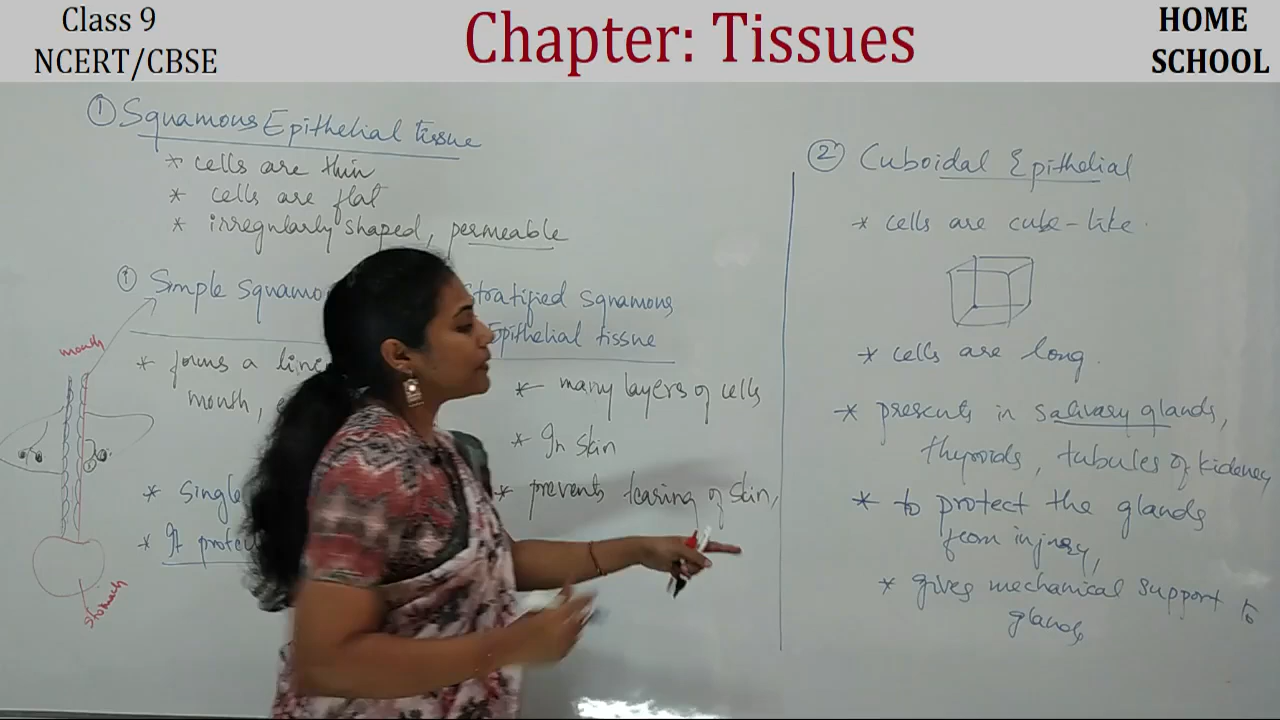 Class 9
NCERT/CBSE
Chapter: Tissues
HOME
SCHOOL
① Squamous Epithelial tissue
* cells are thin
* cells are flat
* irregularly shaped, permeable
① Simple squamo
* forms a line
mouth,
* single
* It protec
mouth
stomach
stratified squamous
Epithelial tissue
* many layers of cells
* In skin
* prevents tearing of skin,
② Cuboidal Epithelial
* cells are cube-like.
* cells are long.
* presents in salivary glands,
thyroids, tubules of kideney
* to protect the glands
from injury,
* gives mechanical support to
glands